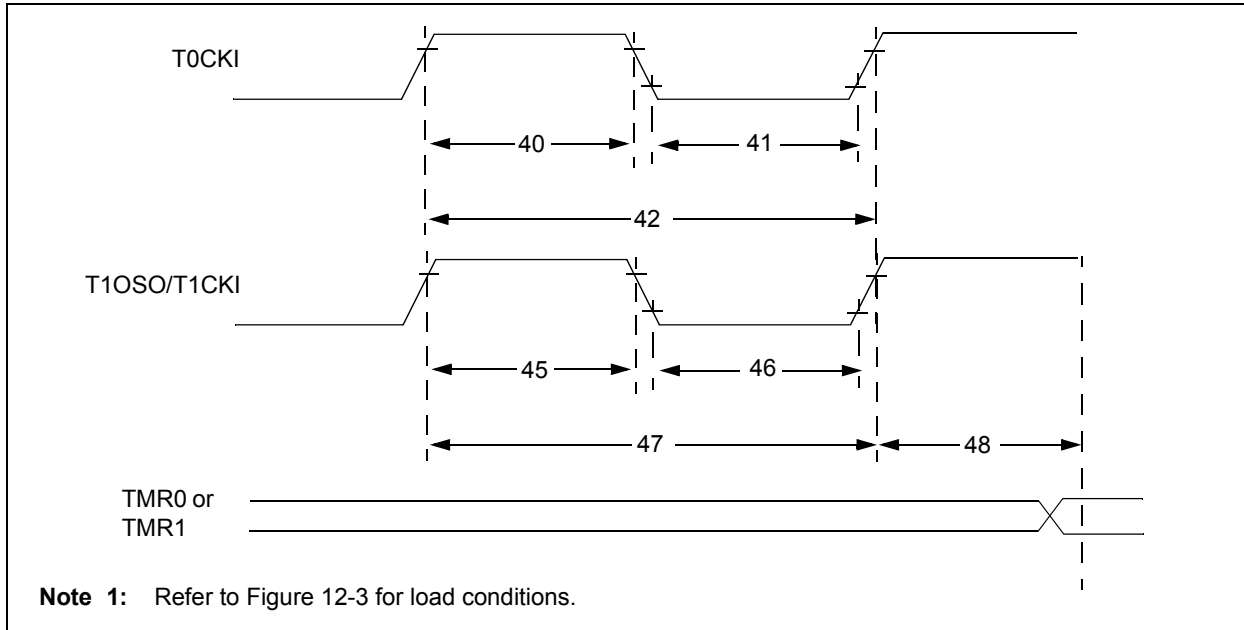 T0CKI
40
41
42
T1OSO/T1CKI
45
46
47
48
TMR0 or
TMR1
Note 1: Refer to Figure 12-3 for load conditions.